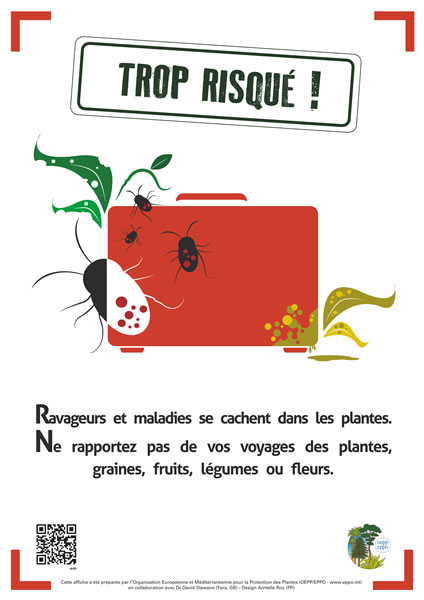 TROP RISQUÉ !
Ravageurs et maladies se cachent dans les plantes.
Ne rapportez pas de vos voyages des plantes,
graines, fruits, légumes ou fleurs.
oepp
eppo
Cette affiche a été préparée par l'Organisation Européenne et Méditerranéenne pour la Protection des Plantes (OEPP/EPPO - www.eppo.int)
en collaboration avec Dr David Slawson (Fera, GB) - Design Armelle Roy (FR)